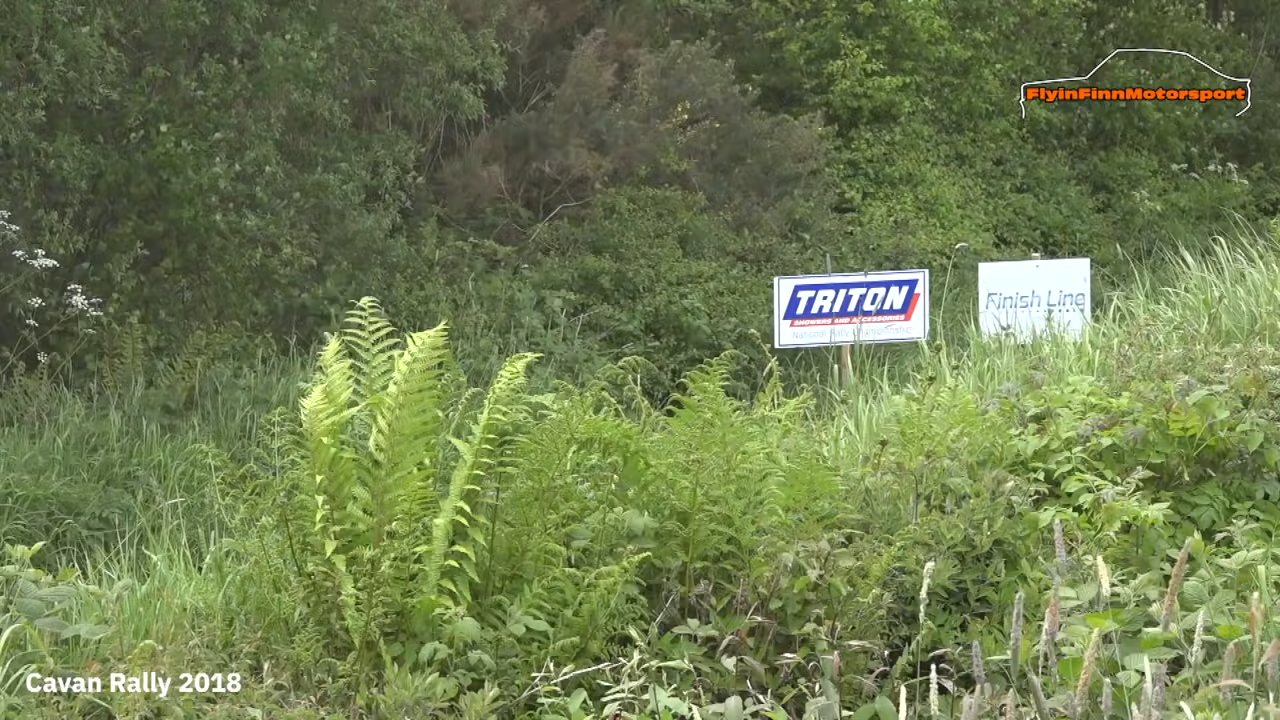 FlyinFinnMotorsport
TRITON
SHOWERS AND ACCESSORIES
National Rally Championship
Finish Line
Cavan Rally 2018